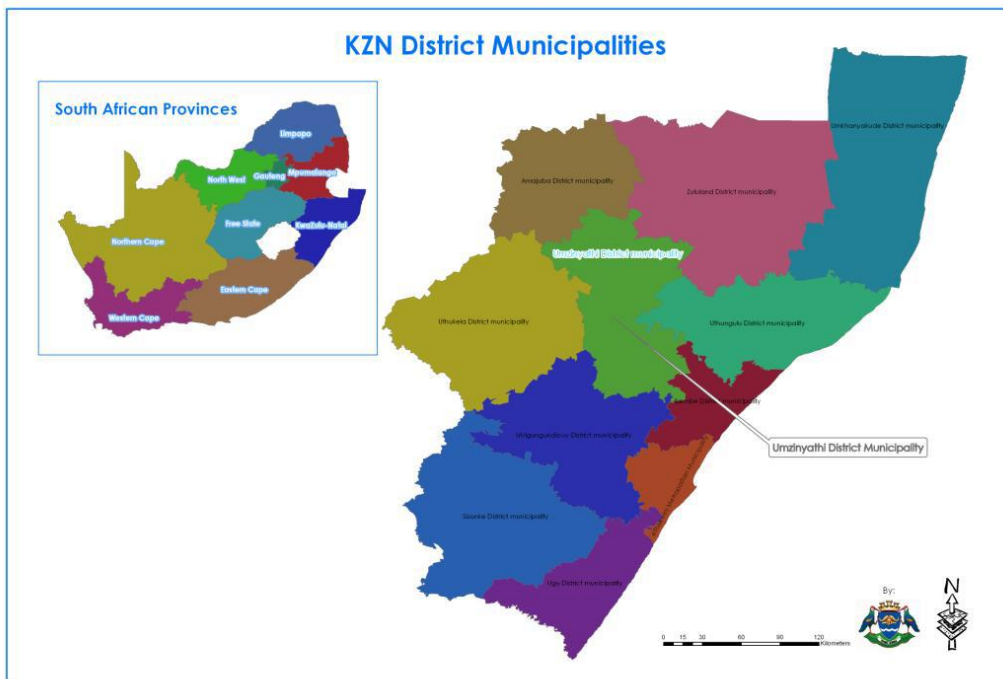 KZN District Municipalities
South African Provinces
Limpopo
North West
Gauteng
Mpumalanga
Free State
KwaZulu-Natal
Northern Cape
Eastern Cape
Western Cape
Umkhanyakude District municipality
Amajuba District municipality
Zululand District municipality
Umzinyathi District municipality
Uthukela District municipality
Uthungulu District municipality
District municipality
Umgungundlovu District municipality
Umzinyathi District Municipality
Sisonke District municipality
Ugu District municipality
By:
N
0 15 30 60 90 120
Kilometers